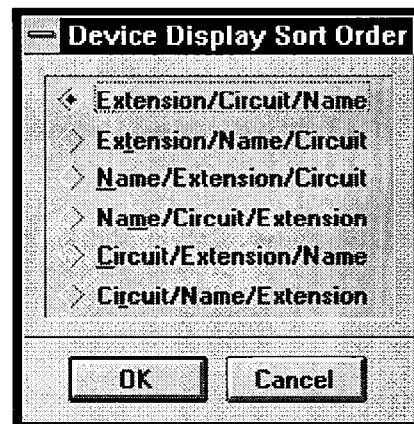 Device Display Sort Order
Extension/Circuit/Name
Extension/Name/Circuit
Name/Extension/Circuit
Name/Circuit/Extension
Circuit/Extension/Name
Circuit/Name/Extension
OK Cancel